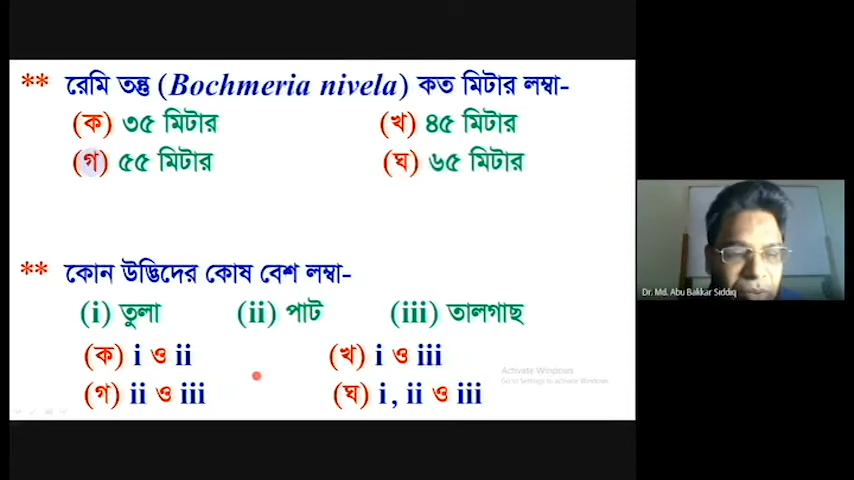 ** রেমি তন্তু (Bochmeria nivela) কত মিটার লম্বা-
(ক) ৩৫ মিটার (খ) ৪৫ মিটার
(গ) ৫৫ মিটার (ঘ) ৬৫ মিটার
** কোন উদ্ভিদের কোষ বেশ লম্বা-
(i) তুলা (ii) পাট (iii) তালগাছ
(ক) i ও ii (খ) i ও iii
(গ) ii ও iii (ঘ) i, ii ও iii
Activate Windows
Go to Settings to activate Windows.
Dr. Md. Abu Bakkar Siddiq